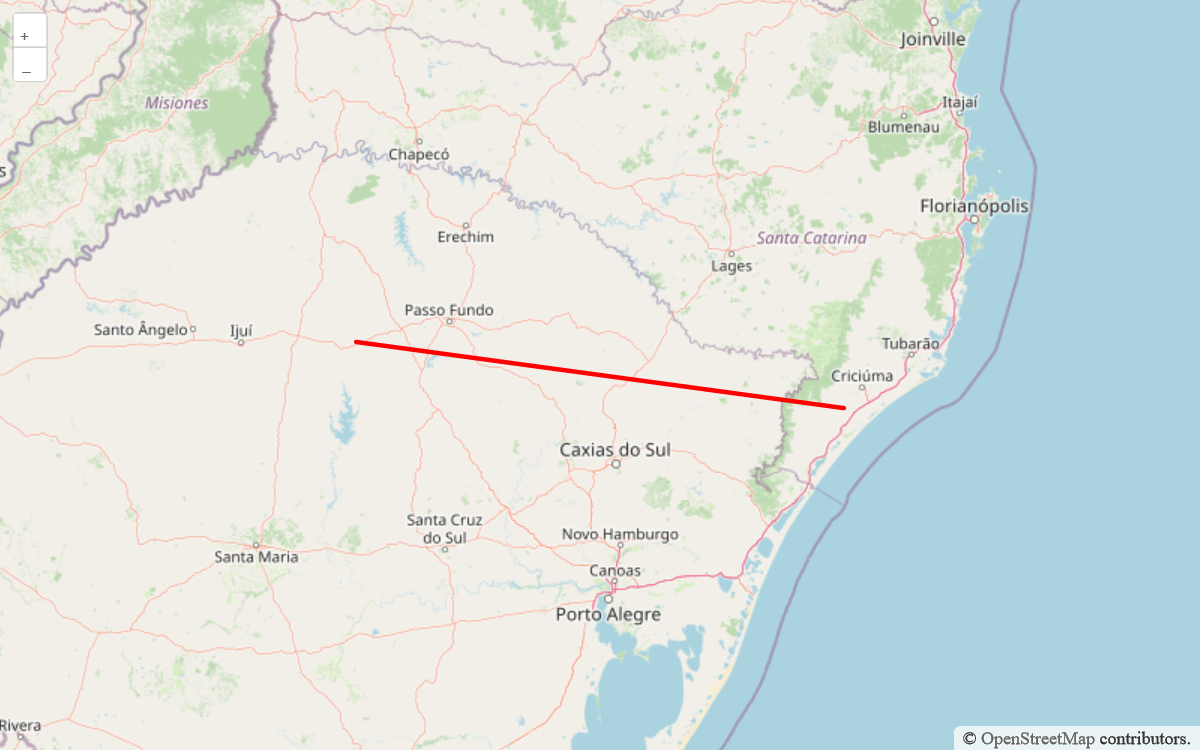 +
Joinville
Misiones
Itajaí
Blumenau
Chapecó
s
Florianópolis
Erechim
Santa Catarina
Lages
Passo Fundo
Santo Ângelo
Ijuí
Tubarão
Criciúma
Caxias do Sul
Santa Cruz
do Sul
Novo Hamburgo
Santa Maria
Canoas
Porto Alegre
Rivera
© OpenStreetMap contributors.
–